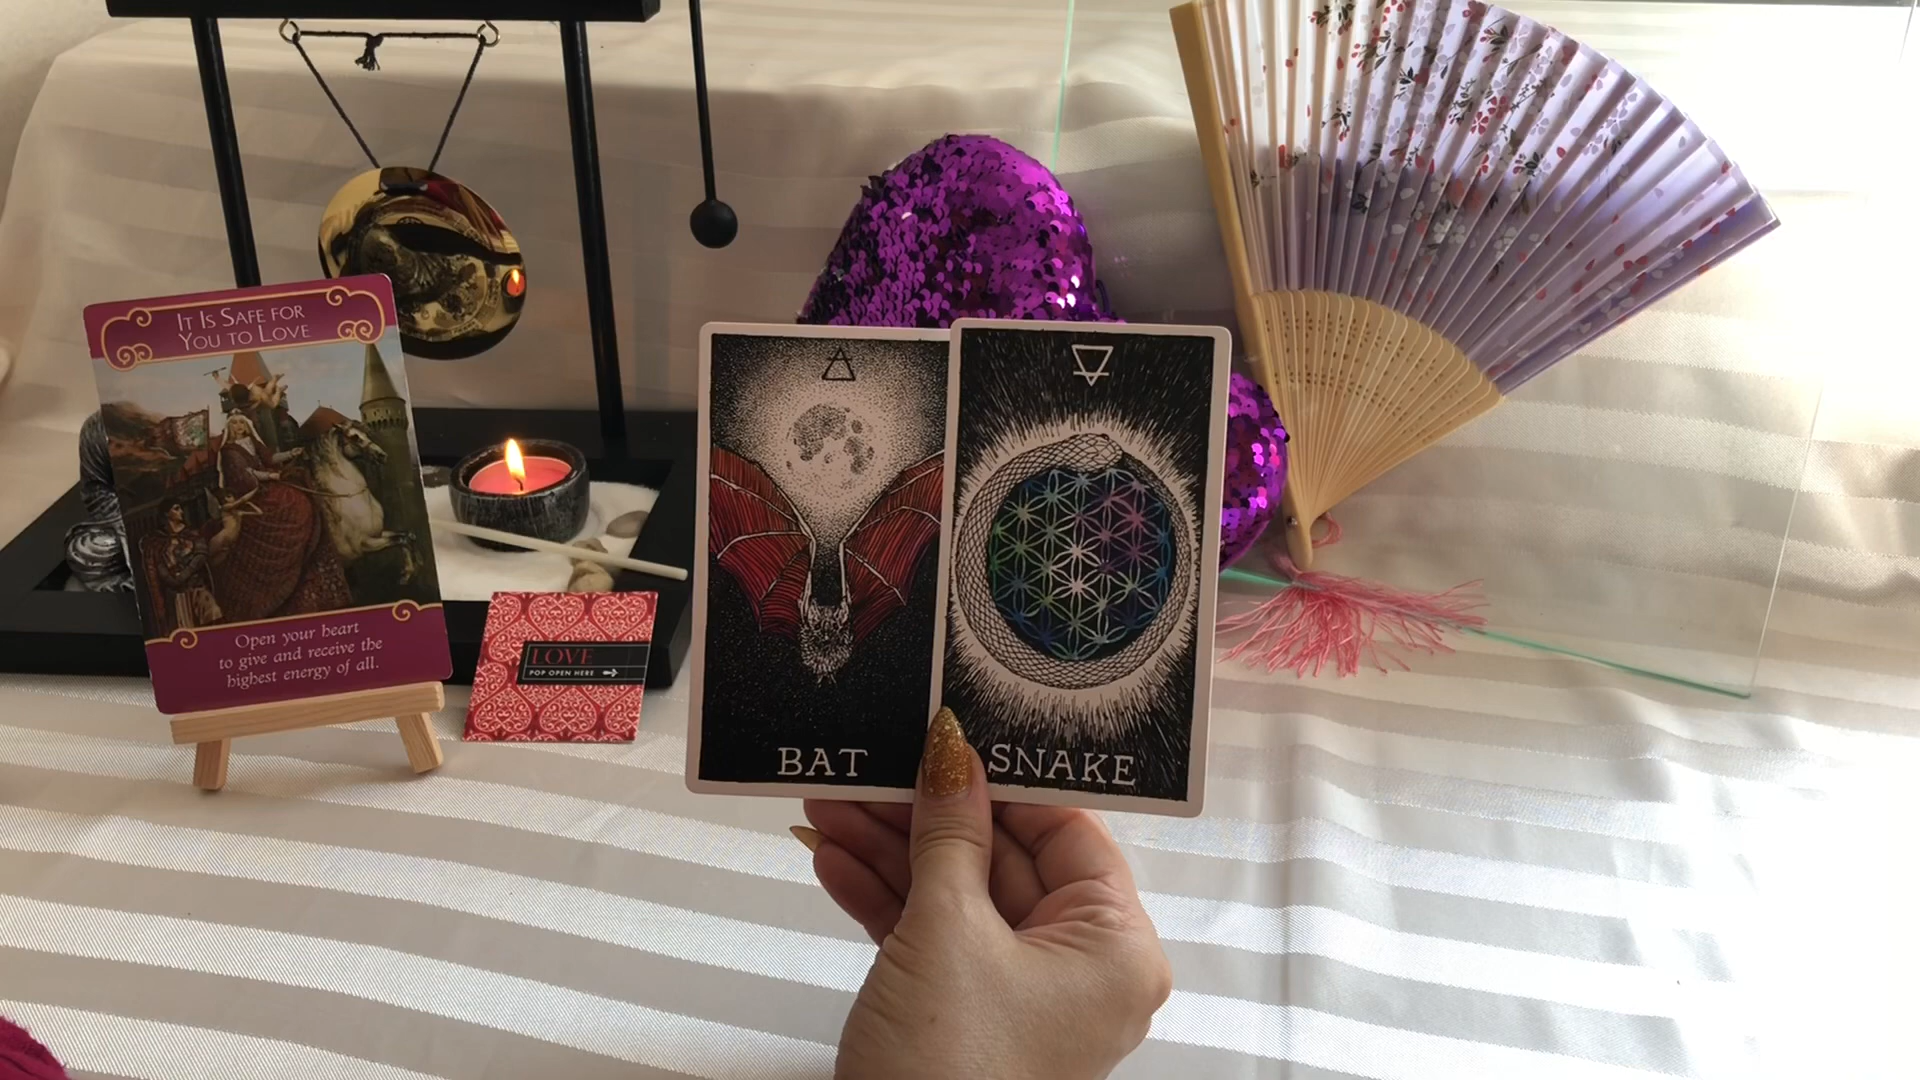 IT IS SAFE FOR
YOU TO LOVE
Open your heart
to give and receive the
highest energy of all.
LOVE
POP OPEN HERE
BAT
SNAKE